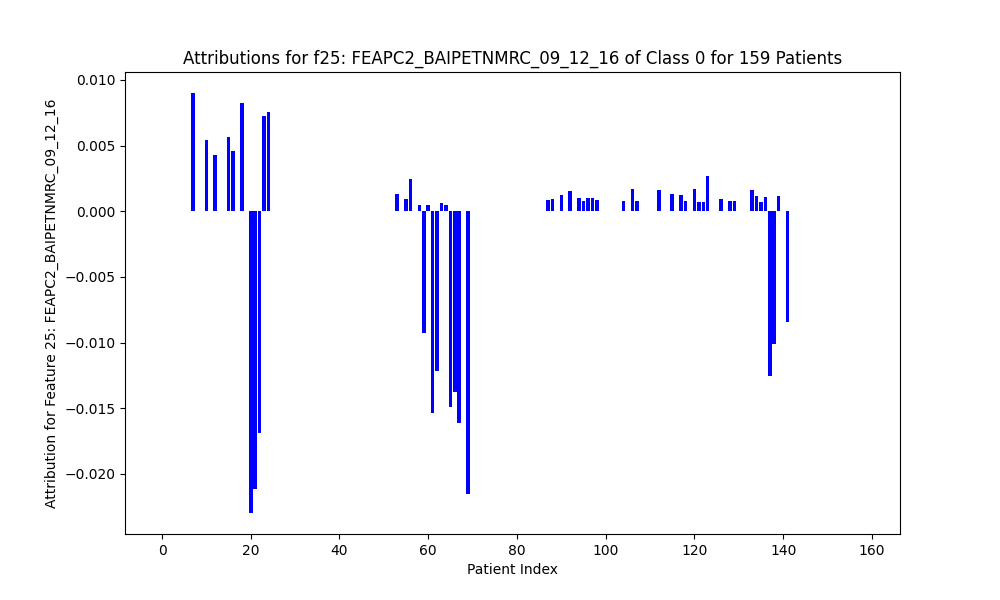 Attributions for f25: FEAPC2_BAIPETNMRC_09_12_16 of Class 0 for 159 Patients
Attribution for Feature 25: FEAPC2_BAIPETNMRC_09_12_16
0.010
0.005
0.000
−0.005
−0.010
−0.015
−0.020
0 20 40 60 80 100 120 140 160
Patient Index